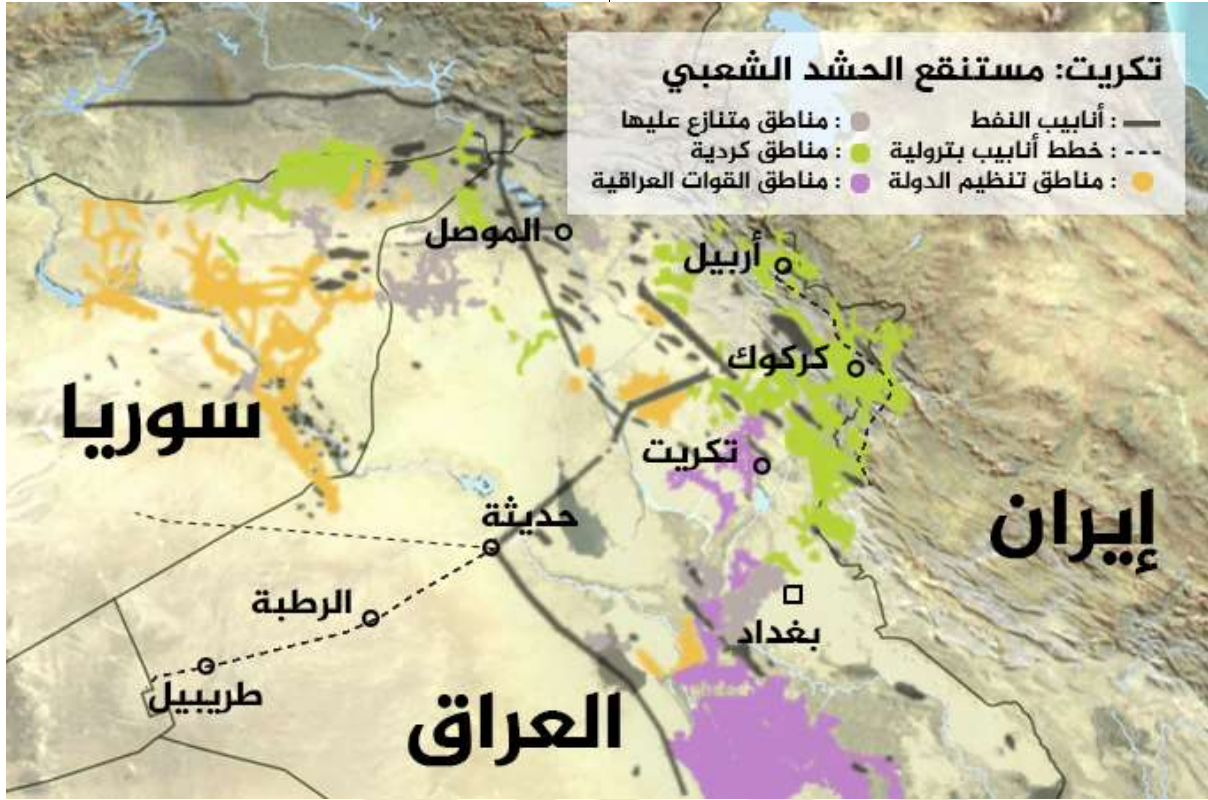 تكريت: مستنقع الحشد الشعبي
: أنابيب النفط
: مناطق متنازع عليها
: خطط أنابيب بترولية
: مناطق كردية
: مناطق تنظيم الدولة
: مناطق القوات العراقية
الموصل
أربيل
كركوك
سوريا
تكريت
إيران
حديثة
الرطبة
بغداد
طريبيل
العراق